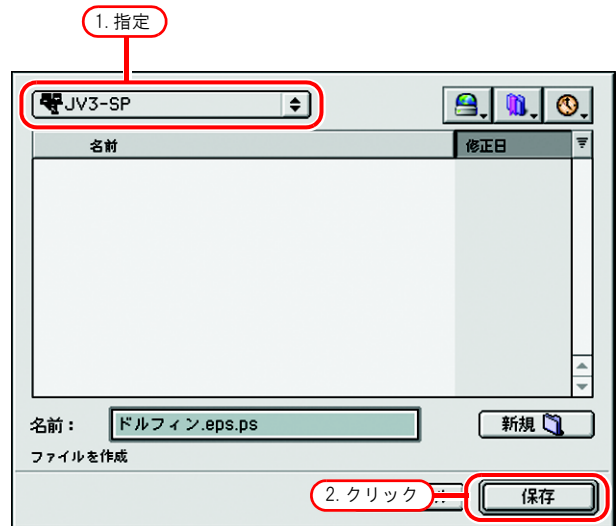 1. 指定
JV3-SP
名前
修正日
名前：
ドルフィン.eps.ps
新規
ファイルを作成
2. クリック
保存